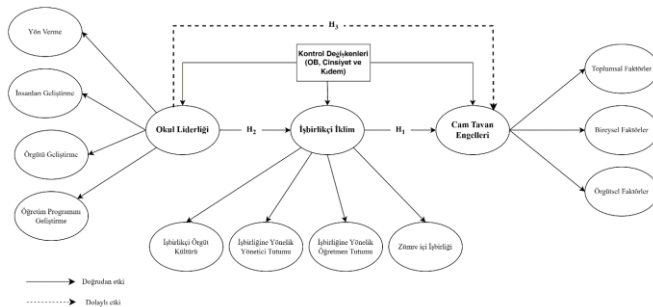 H₃
Yön Verme
Kontrol Değişkenleri
(OB, Cinsiyet ve
Kıdem)
Toplumsal Faktörler
İnsanları Geliştirme
Okul Liderliği
H₂
İşbirlikçi İklim
H₁
Cam Tavan
Engelleri
Bireysel Faktörler
Örgütü Geliştirme
Örgütsel Faktörler
Öğretim Programını
Geliştirme
İşbirlikçi Örgüt
Kültürü
İşbirliğine Yönelik
Yönetici Tutumu
İşbirliğine Yönelik
Öğretmen Tutumu
Zümre içi İşbirliği
Doğrudan etki
Dolaylı etki